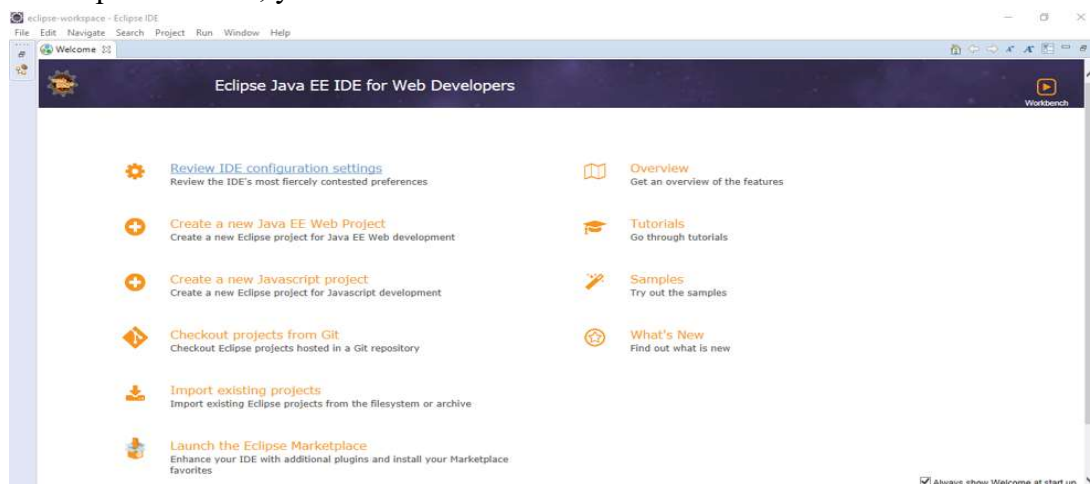 eclipse-workspace - Eclipse IDE
File Edit Navigate Search Project Run Window Help
Welcome
Eclipse Java EE IDE for Web Developers
Workbench
Review IDE configuration settings
Review the IDE's most fiercely contested preferences
Create a new Java EE Web Project
Create a new Eclipse project for Java EE Web development
Create a new Javascript project
Create a new Eclipse project for Javascript development
Checkout projects from Git
Checkout Eclipse projects hosted in a Git repository
Import existing projects
Import existing Eclipse projects from the filesystem or archive
Launch the Eclipse Marketplace
Enhance your IDE with additional plugins and install your Marketplace
favorites
Overview
Get an overview of the features
Tutorials
Go through tutorials
Samples
Try out the samples
What's New
Find out what is new
Always show Welcome at start up